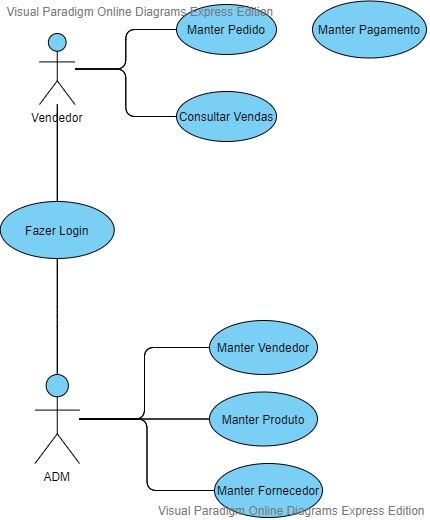 Visual Paradigm Online Diagrams Express Edition
Manter Pedido
Manter Pagamento
Vendedor
Consultar Vendas
Fazer Login
Manter Vendedor
Manter Produto
ADM
Manter Fornecedor
Visual Paradigm Online Diagrams Express Edition